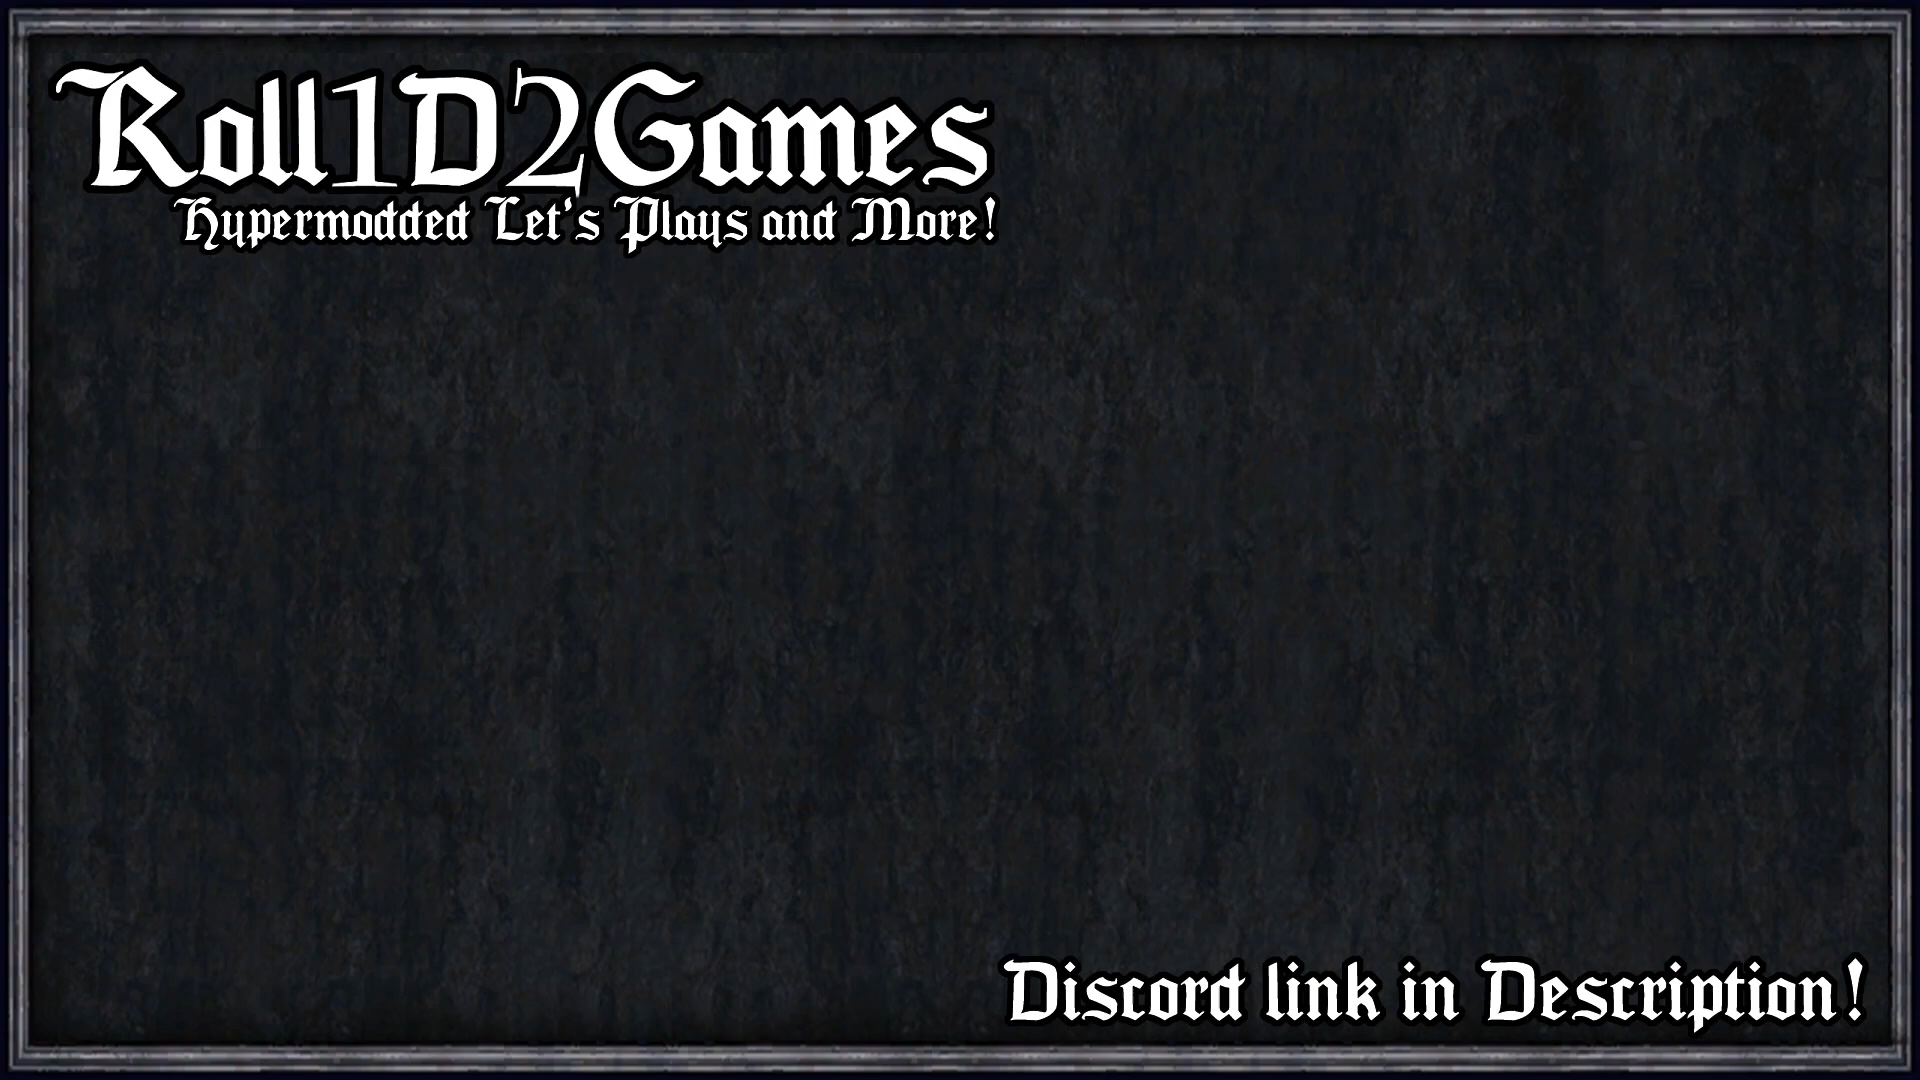 Roll1D2Games
Hypermodded Let's Plays and More!
Discord link in Description!